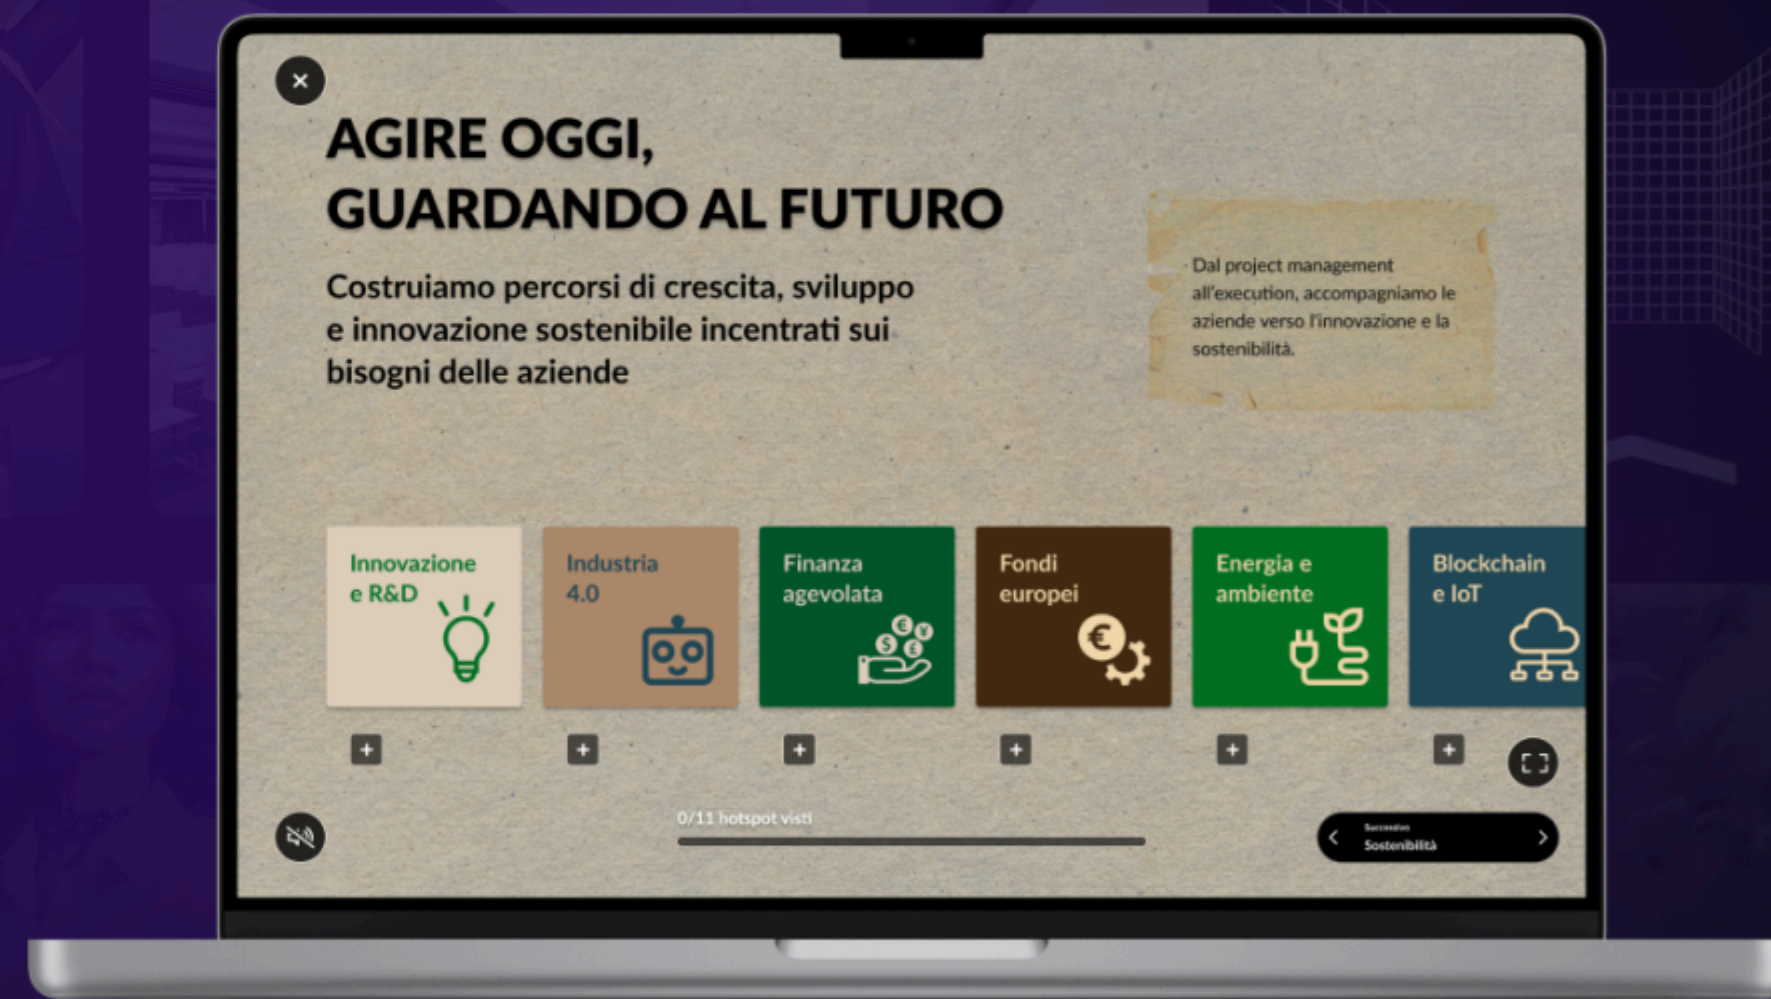 AGIRE OGGI,
GUARDANDO AL FUTURO
Costruiamo percorsi di crescita, sviluppo
e innovazione sostenibile incentrati sui
bisogni delle aziende
Dal project management
all'execution, accompagniamo le
aziende verso l'innovazione e la
sostenibilità.
Innovazione
e R&D
Industria
4.0
Finanza
agevolata
Fondi
europei
Energia e
ambiente
Blockchain
e IoT
0/11 hotspot visti
Successivo
Sostenibilità